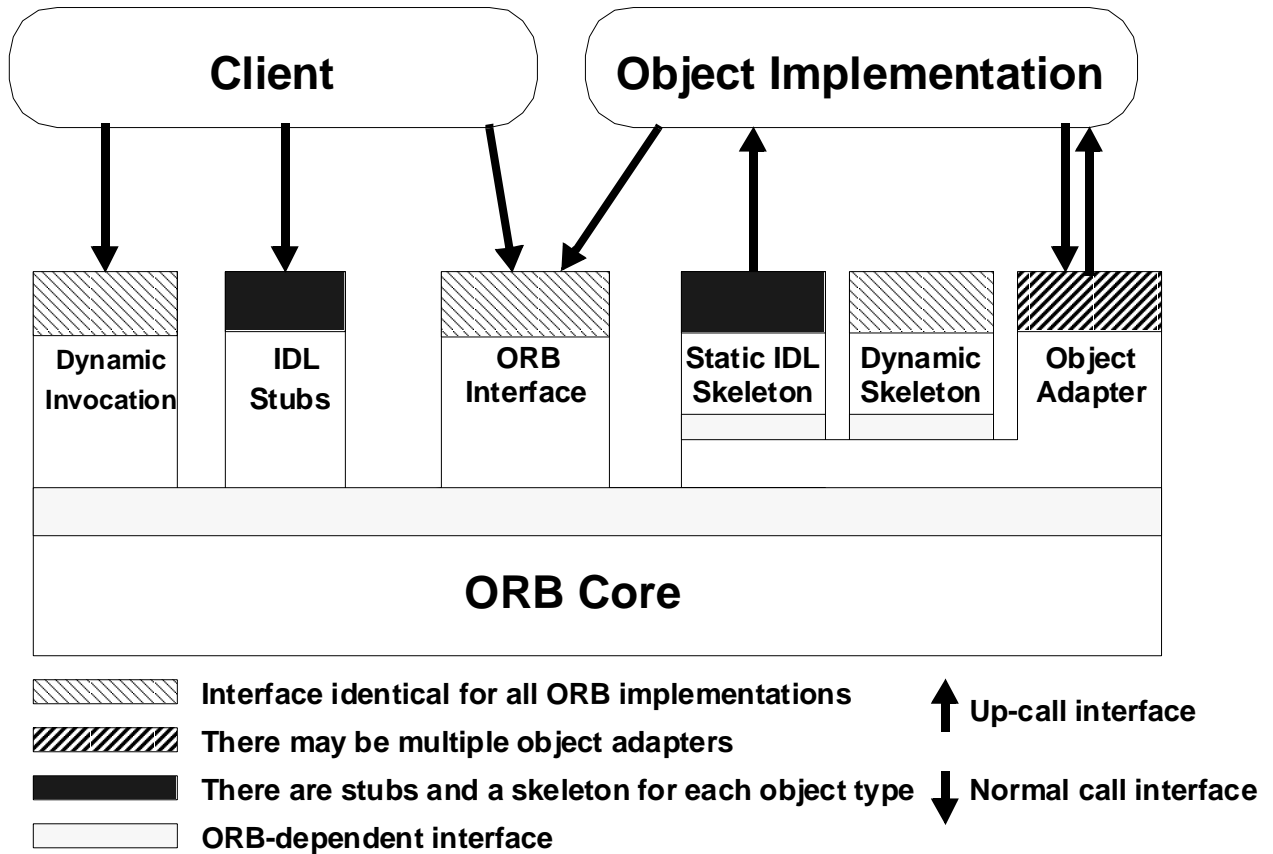 Client
Object Implementation
Dynamic
Invocation
IDL
Stubs
ORB
Interface
Static IDL
Skeleton
Dynamic
Skeleton
Object
Adapter
ORB Core
Interface identical for all ORB implementations
There may be multiple object adapters
There are stubs and a skeleton for each object type
ORB-dependent interface
Up-call interface
Normal call interface